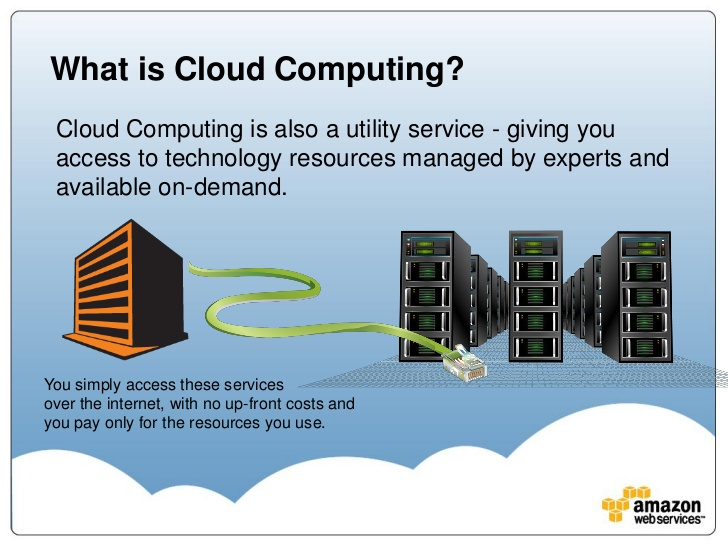 What is Cloud Computing?
Cloud Computing is also a utility service - giving you
access to technology resources managed by experts and
available on-demand.
You simply access these services
over the internet, with no up-front costs and
you pay only for the resources you use.
amazon
webservices™